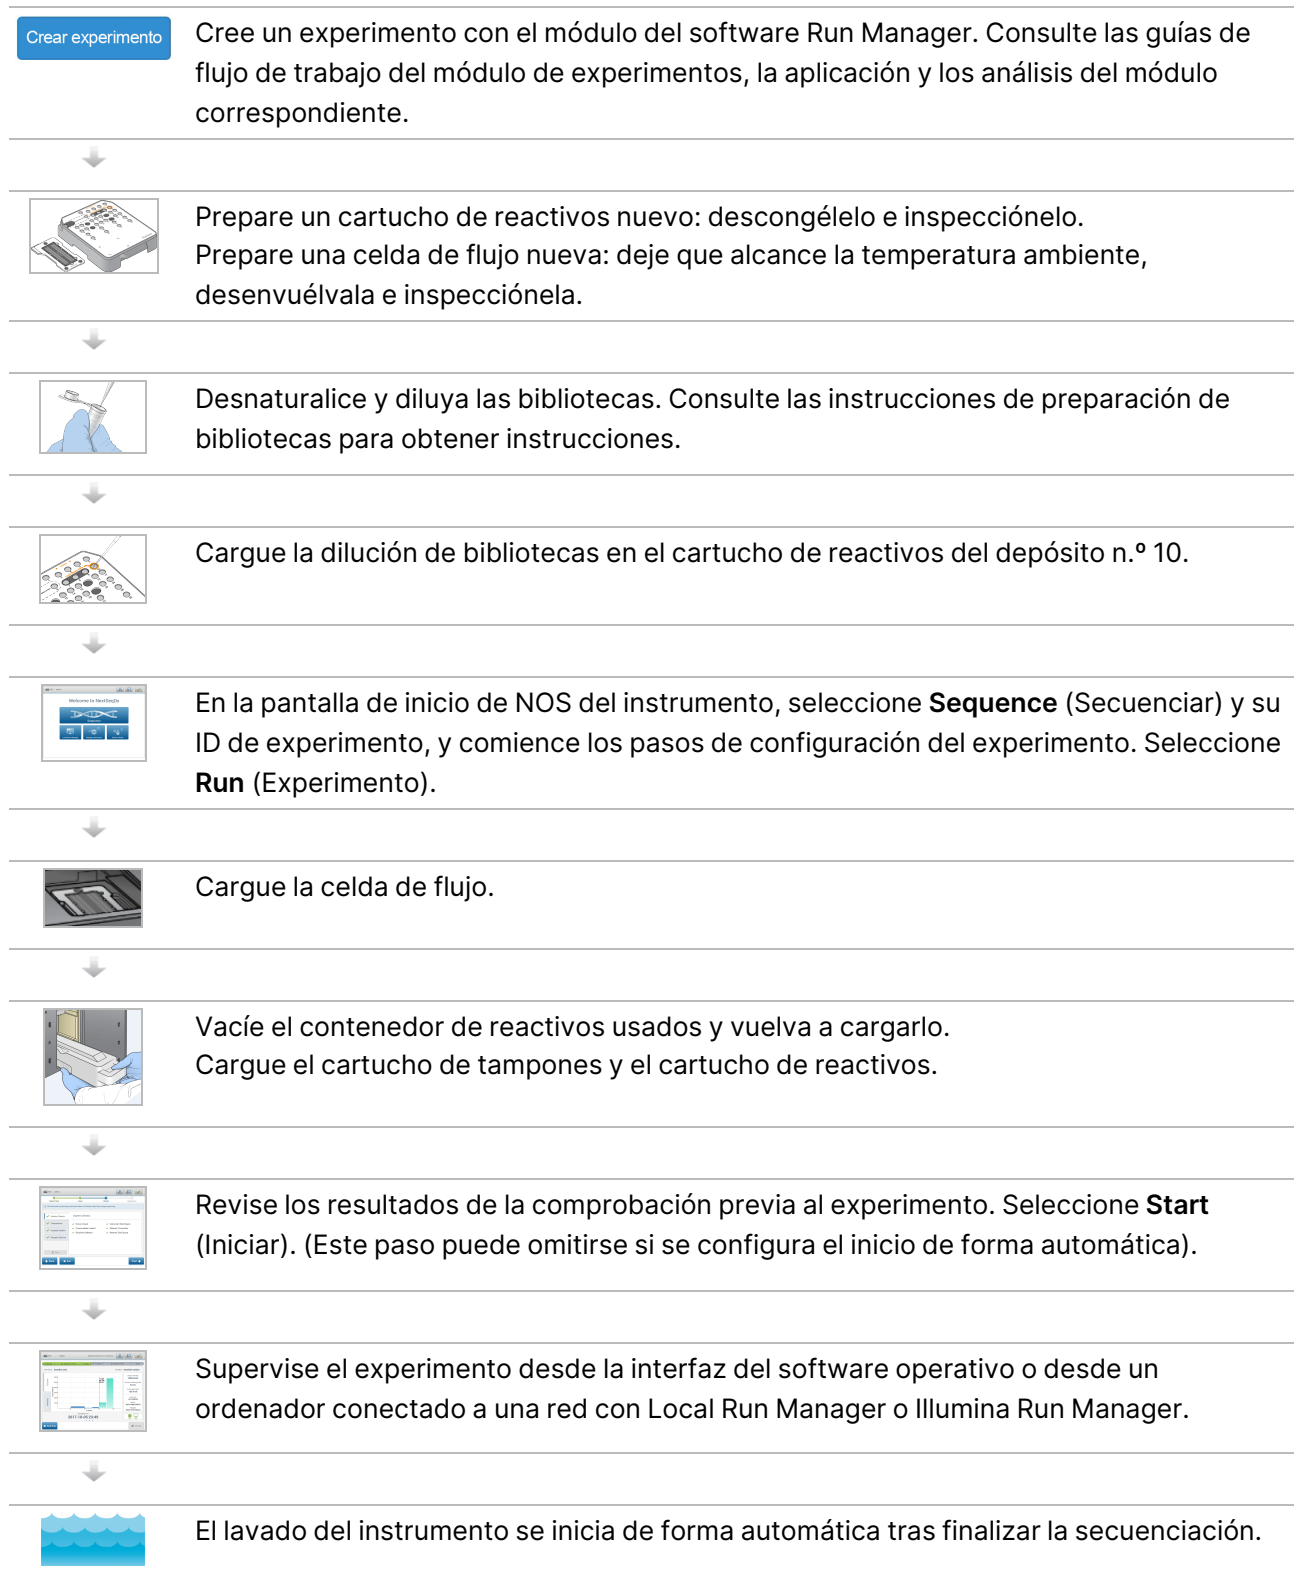 Crear experimento
Cree un experimento con el módulo del software Run Manager. Consulte las guías de
flujo de trabajo del módulo de experimentos, la aplicación y los análisis del módulo
correspondiente.
Prepare un cartucho de reactivos nuevo: descongélelo e inspecciónelo.
Prepare una celda de flujo nueva: deje que alcance la temperatura ambiente,
desenvuélvala e inspecciónela.
Desnaturalice y diluya las bibliotecas. Consulte las instrucciones de preparación de
bibliotecas para obtener instrucciones.
Cargue la dilución de bibliotecas en el cartucho de reactivos del depósito n.º 10.
Welcome to NextSeqDx
En la pantalla de inicio de NOS del instrumento, seleccione Sequence (Secuenciar) y su
ID de experimento, y comience los pasos de configuración del experimento. Seleccione
Run (Experimento).
Cargue la celda de flujo.
Vacíe el contenedor de reactivos usados y vuelva a cargarlo.
Cargue el cartucho de tampones y el cartucho de reactivos.
Revise los resultados de la comprobación previa al experimento. Seleccione Start
(Iniciar). (Este paso puede omitirse si se configura el inicio de forma automática).
Supervise el experimento desde la interfaz del software operativo o desde un
ordenador conectado a una red con Local Run Manager o Illumina Run Manager.
El lavado del instrumento se inicia de forma automática tras finalizar la secuenciación.